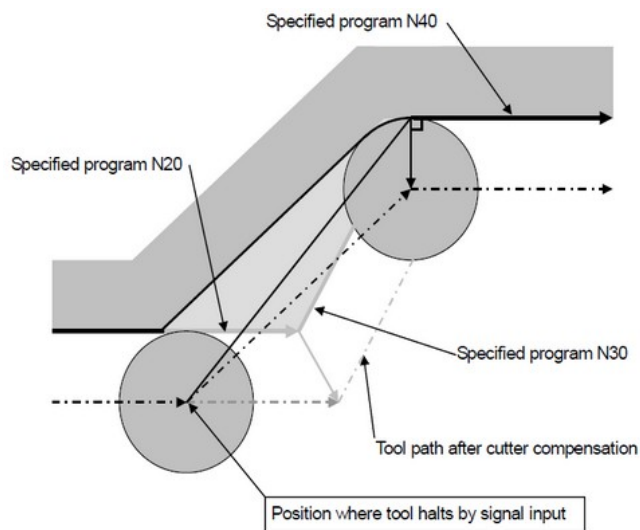 Specified program N40
Specified program N20
Specified program N30
Tool path after cutter compensation
Position where tool halts by signal input